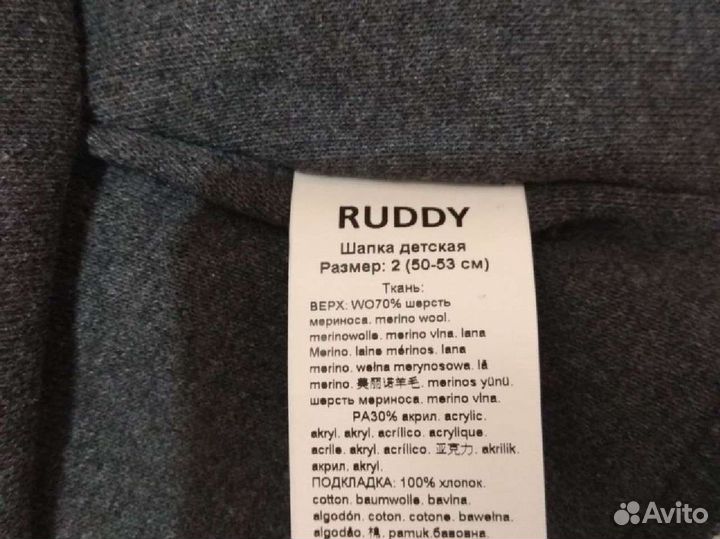 RUDDY
Шапка детская
Размер: 2 (50-53 см)
Ткань:
ВЕРХ: WO70% шерсть
мериноса. merino wool.
merinowolle. merino vlna. lana
Merino. laine mérinos. lana
merino. wełna merynosowa. lã
merino. 美丽诺羊毛. merinos yünü.
шерсть мериноса. merino vlna.
PA30% акрил. acrylic.
akryl. akryl. acrílico. acrylique.
acrile. akryl. acrílico. 亚克力. akrilik.
акрил. akryl.
ПОДКЛАДКА: 100% хлопок.
cotton. baumwolle. bavlna.
algodón. coton. cotone. bawełna.
algodão. 棉. pamuk.бавовна.
Avito